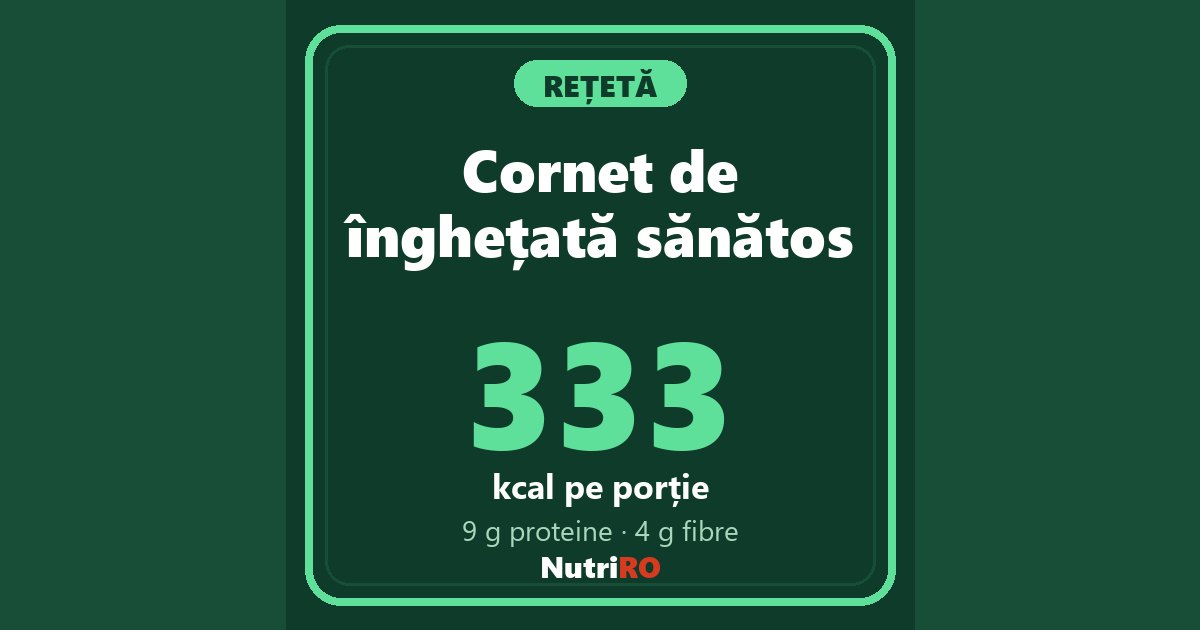 REȚETĂ
Cornet de
înghețată sănătos
333
kcal pe porție
9 g proteine · 4 g fibre
NutriRO